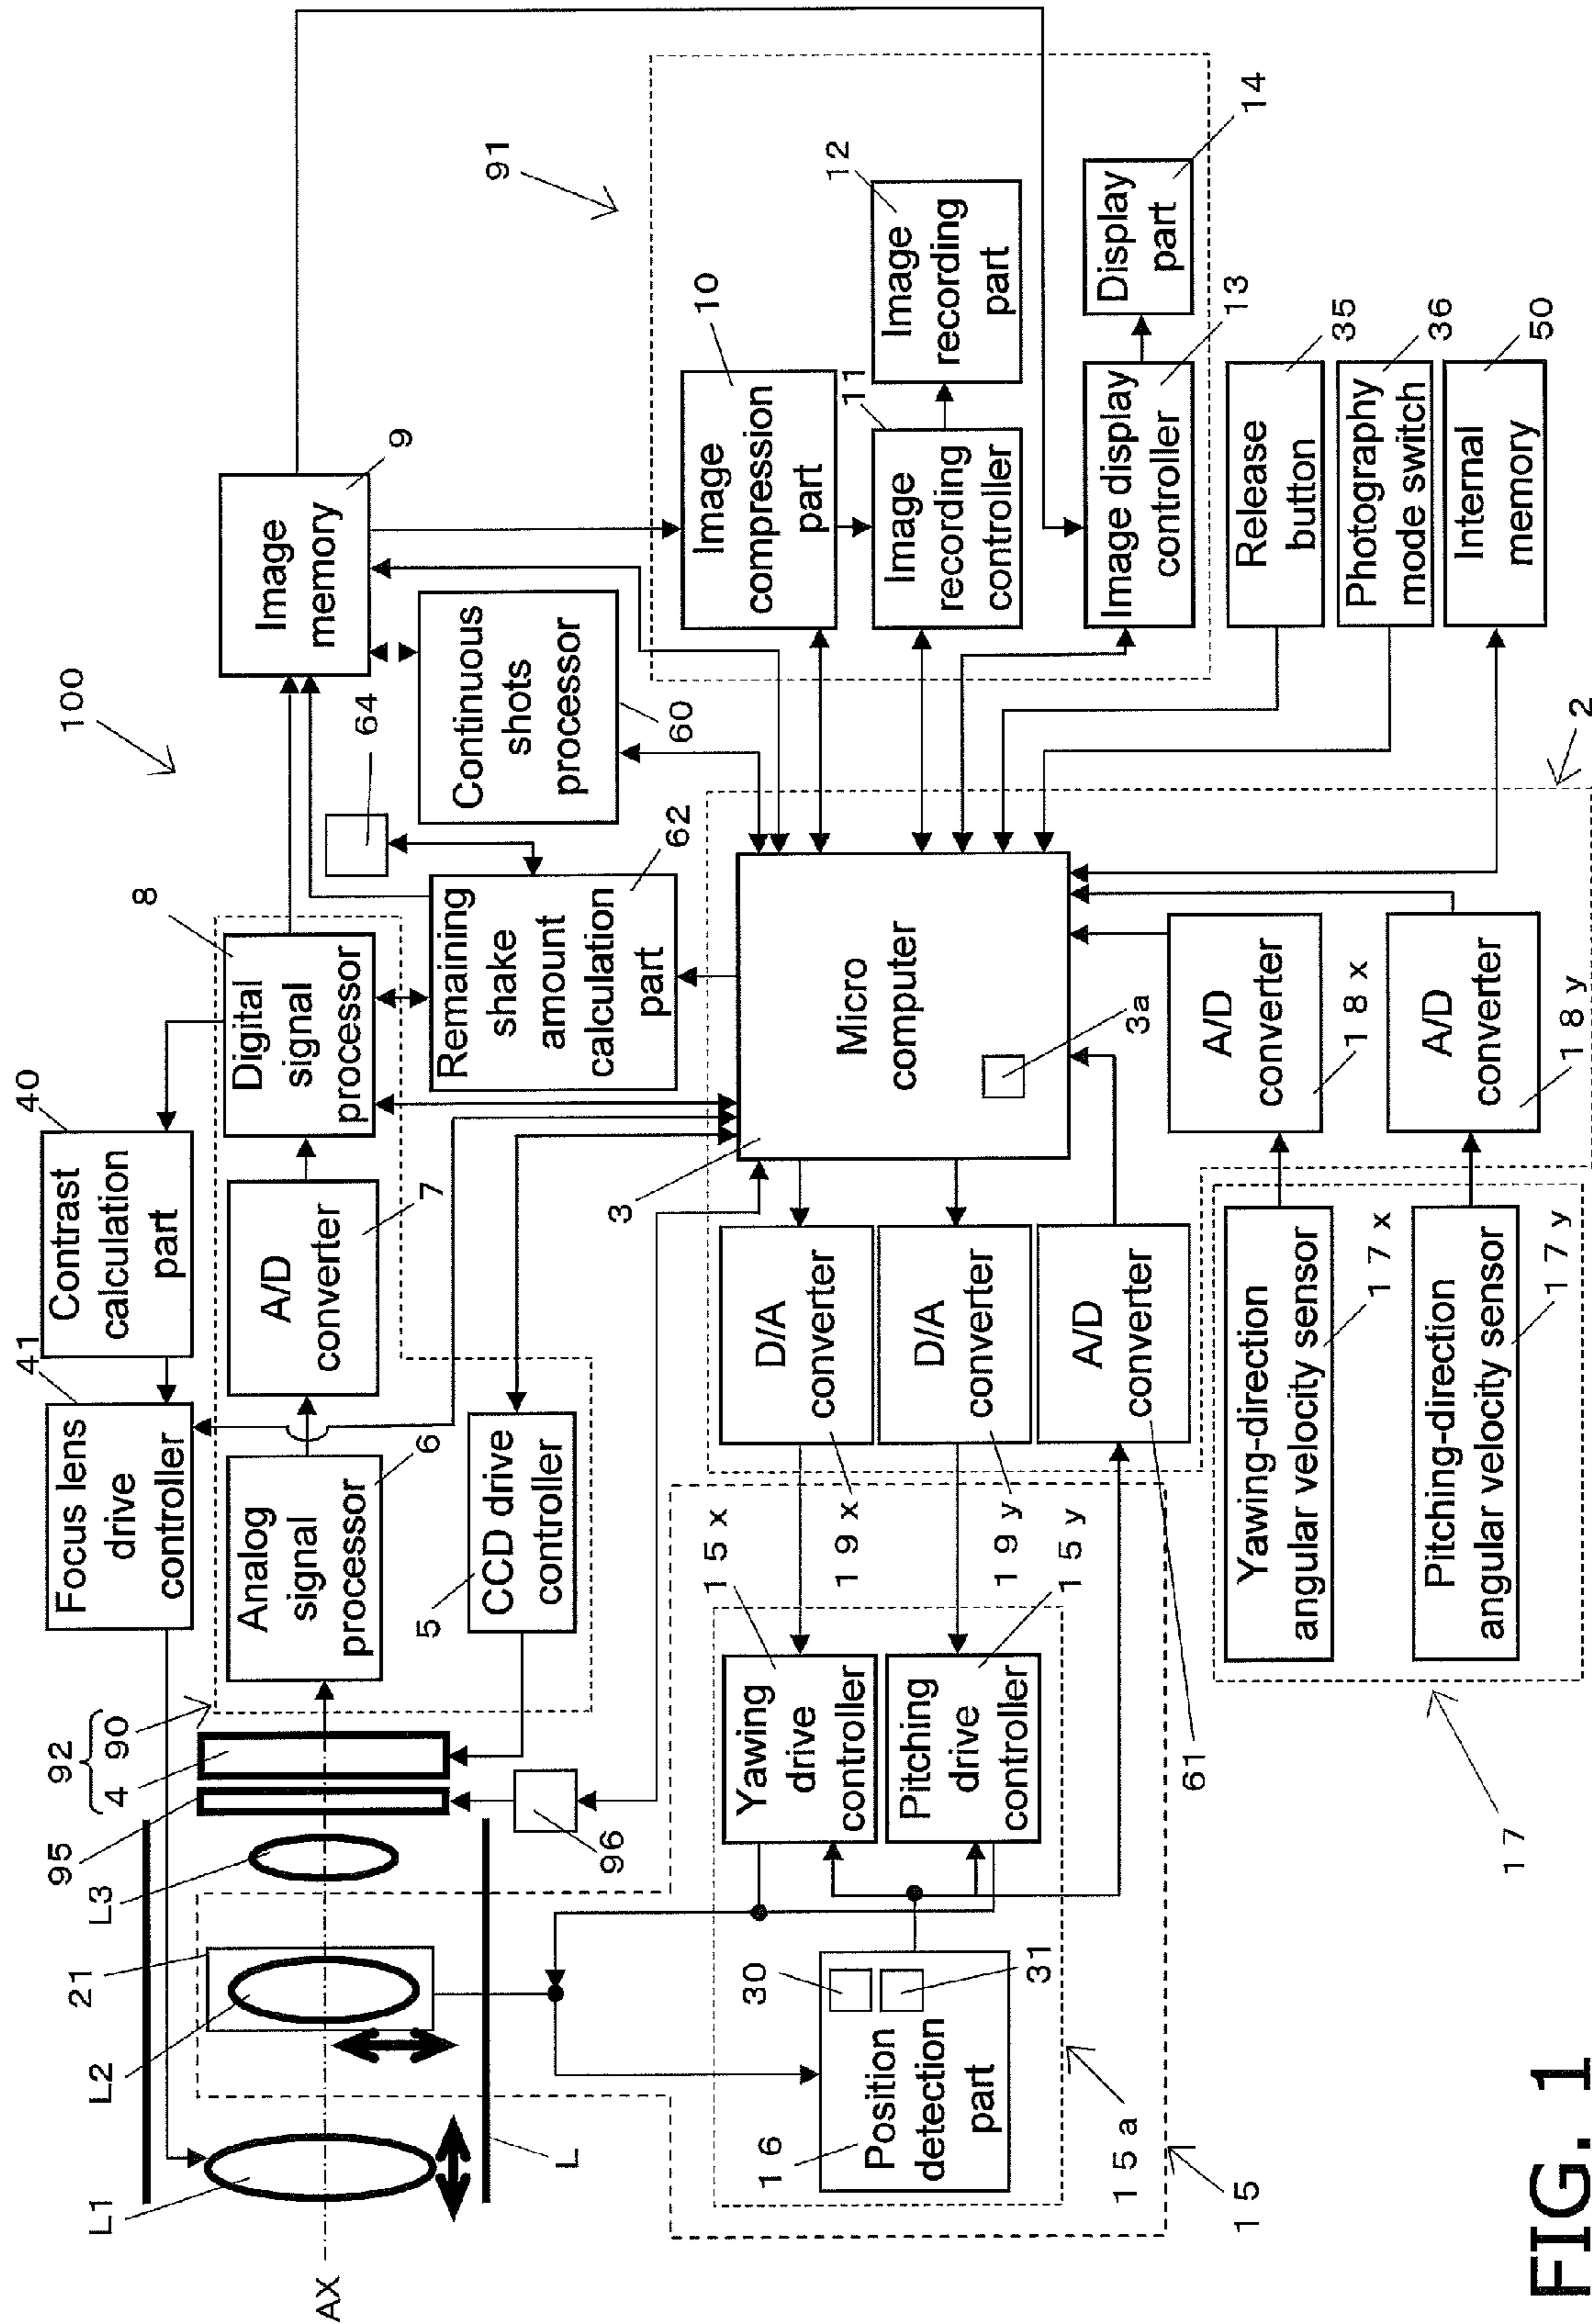 100
41
40
8
9
91
Focus lens
drive
controller
Contrast
calculation
part
64
Image
memory
92
4
90
95
L3
21
L2
L1
AX
L
Analog
signal
processor
6
A/D
converter
7
Digital
signal
processor
Remaining
shake
amount
calculation
part
62
Continuous
shots
processor
60
5
CCD drive
controller
96
10
Image
compression
part
11
Image
recording
controller
12
Image
recording
part
Image display
controller
13
Display
part
14
3
Micro
computer
3a
Release
button
35
Photography
mode switch
36
Internal
memory
50
2
D/A
converter
19x
D/A
converter
19y
A/D
converter
61
15x
Yawing
drive
controller
15y
Pitching
drive
controller
16
Position
detection
part
30
31
15a
15
A/D
converter
18x
A/D
converter
18y
Yawing-direction
angular velocity sensor
17x
Pitching-direction
angular velocity sensor
17y
17
FIG. 1